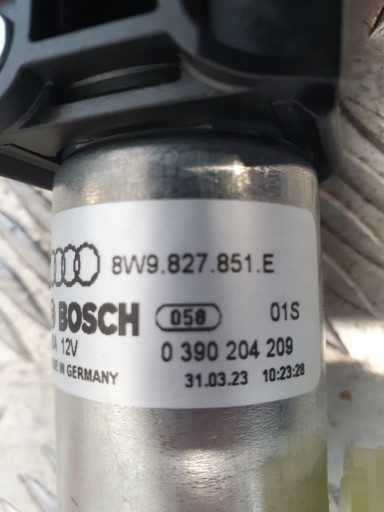 8W9.827.851.E
BOSCH 058 01S
12V 0 390 204 209
IN GERMANY 31.03.23 10:23:28